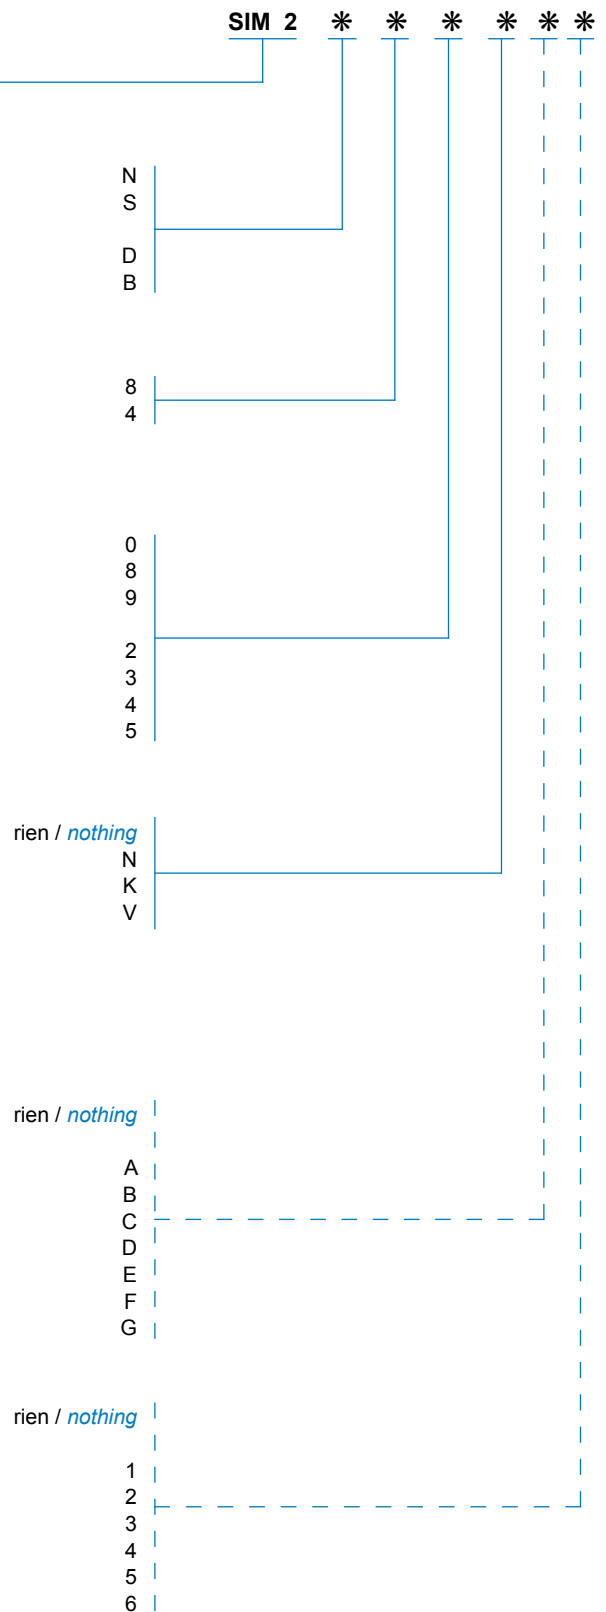 SIM 2 ❋ ❋ ❋ ❋ ❋ ❋
N
S
D
B
8
4
0
8
9
2
3
4
5
rien / nothing
N
K
V
rien / nothing
A
B
C
D
E
F
G
rien / nothing
1
2
3
4
5
6